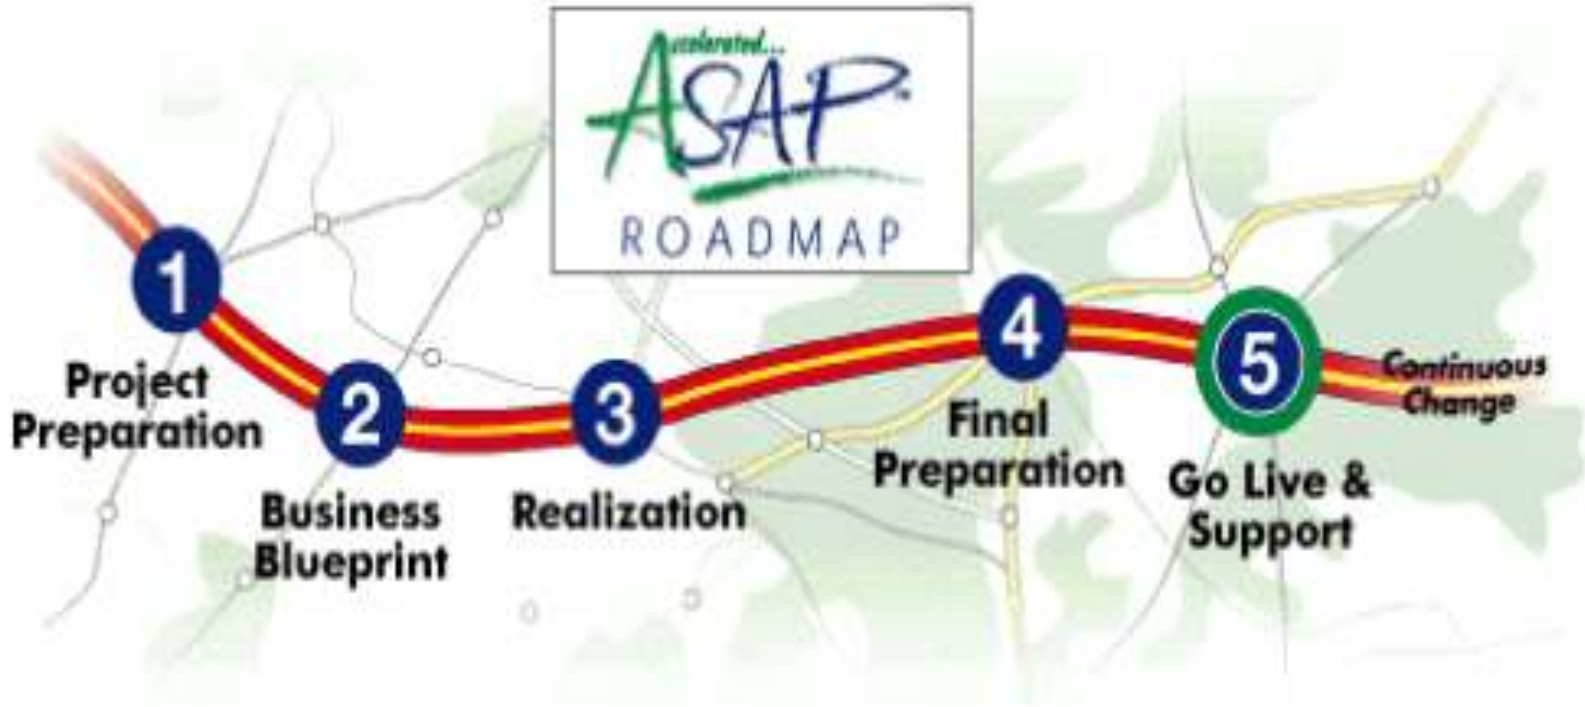 Accelerated...
ASAP™
ROADMAP
1
Project
Preparation
2
Business
Blueprint
3
Realization
4
Final
Preparation
5
Go Live &
Support
Continuous
Change